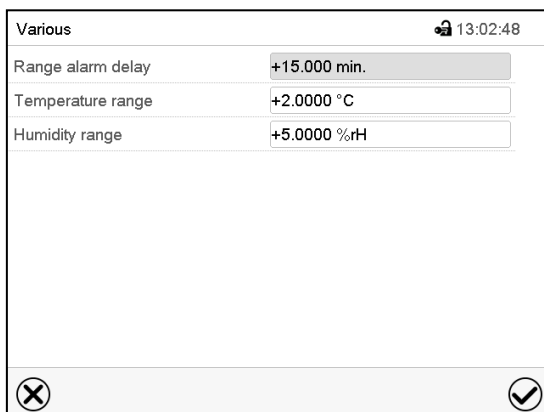 Various 13:02:48
Range alarm delay +15.000 min.
Temperature range +2.0000 °C
Humidity range +5.0000 %rH